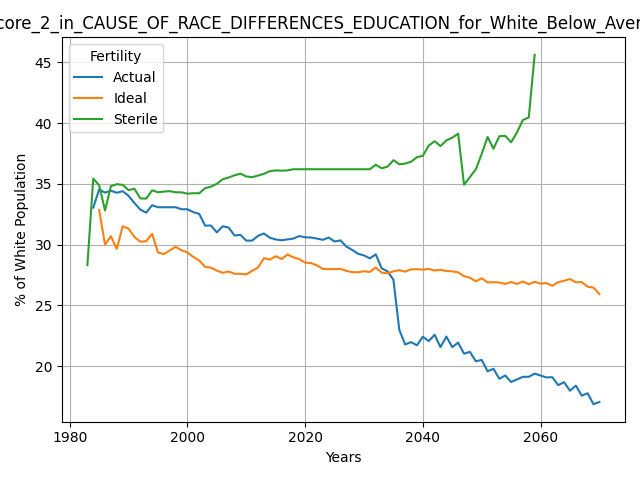 core_2_in_CAUSE_OF_RACE_DIFFERENCES_EDUCATION_for_White_Below_Aver
Fertility
Actual
Ideal
Sterile
% of White Population
45
40
35
30
25
20
1980
2000
2020
2040
2060
Years